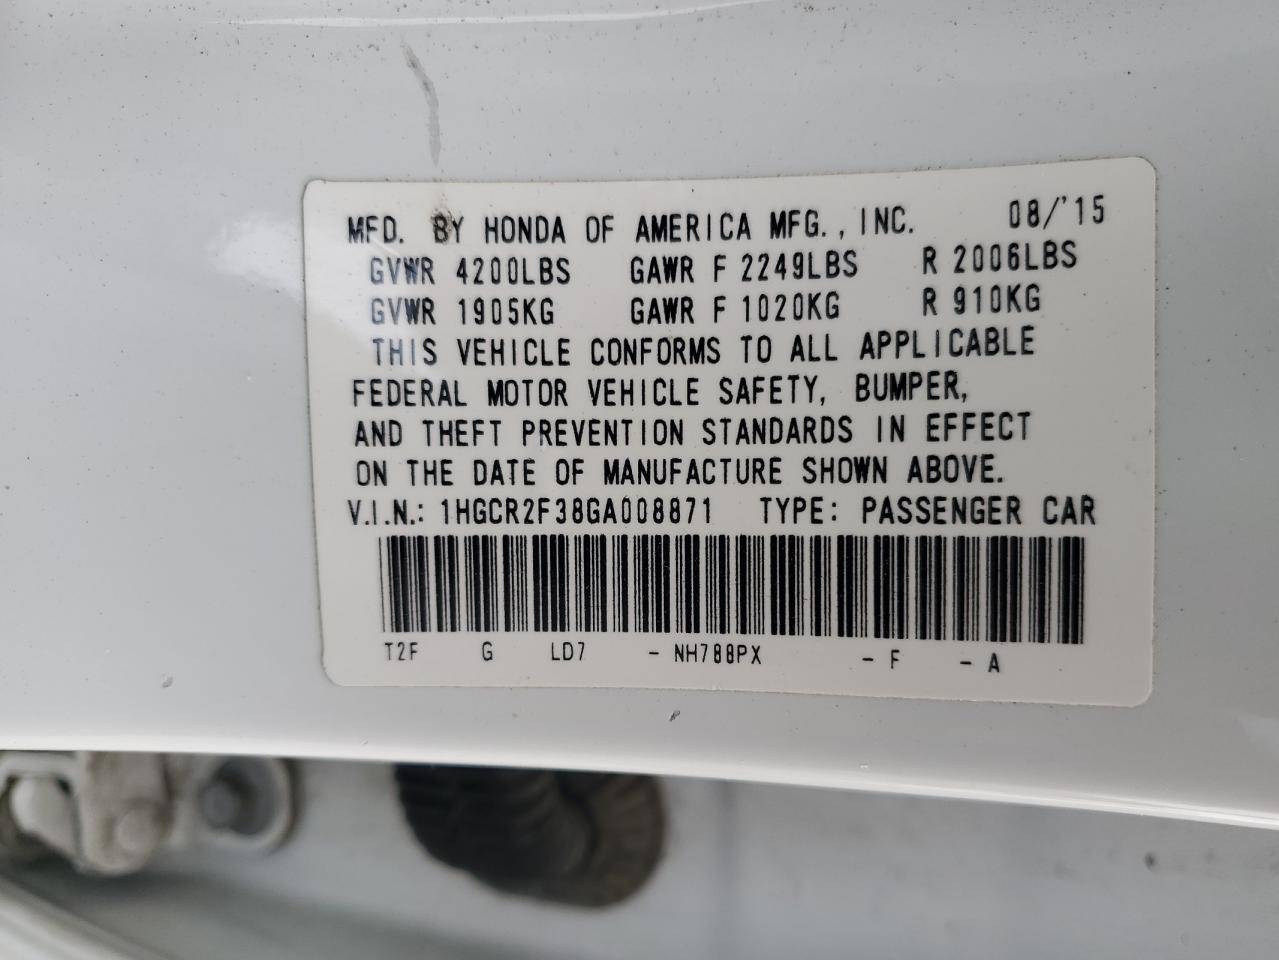 MFD. BY HONDA OF AMERICA MFG., INC. 08/'15
GVWR 4200LBS GAWR F 2249LBS R 2006LBS
GVWR 1905KG GAWR F 1020KG R 910KG
THIS VEHICLE CONFORMS TO ALL APPLICABLE
FEDERAL MOTOR VEHICLE SAFETY, BUMPER,
AND THEFT PREVENTION STANDARDS IN EFFECT
ON THE DATE OF MANUFACTURE SHOWN ABOVE.
V.I.N.: 1HGCR2F38GA008871 TYPE: PASSENGER CAR
T2F G LD7 - NH788PX - F - A